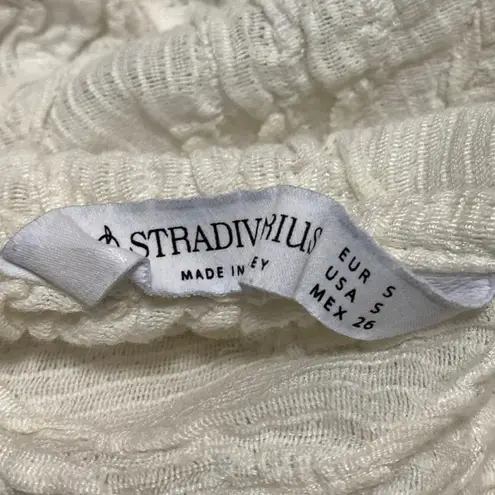 STRADIVARIUS
MADE IN
EUR S
USA S
MEX 26